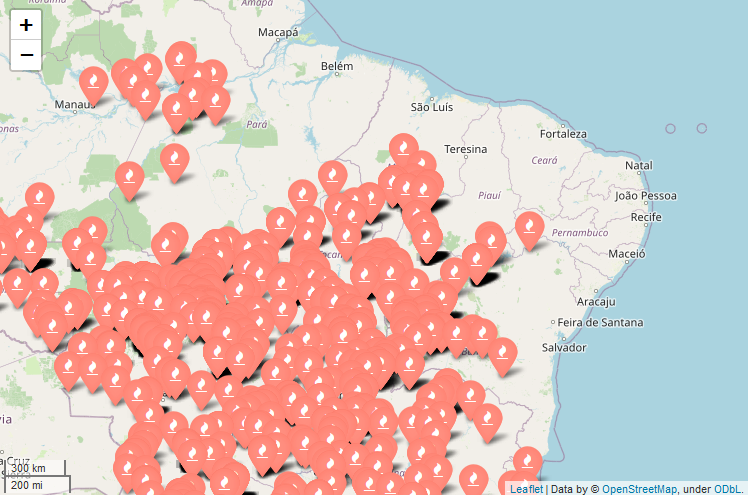 Roraima
Amapá
+
−
Macapá
Belém
Manaus
São Luís
Pará
Fortaleza
Teresina
Ceará
Natal
Piauí
João Pessoa
Recife
Pernambuco
Maceió
Aracaju
Feira de Santana
Salvador
300 km
200 mi
Leaflet | Data by © OpenStreetMap, under ODbL.